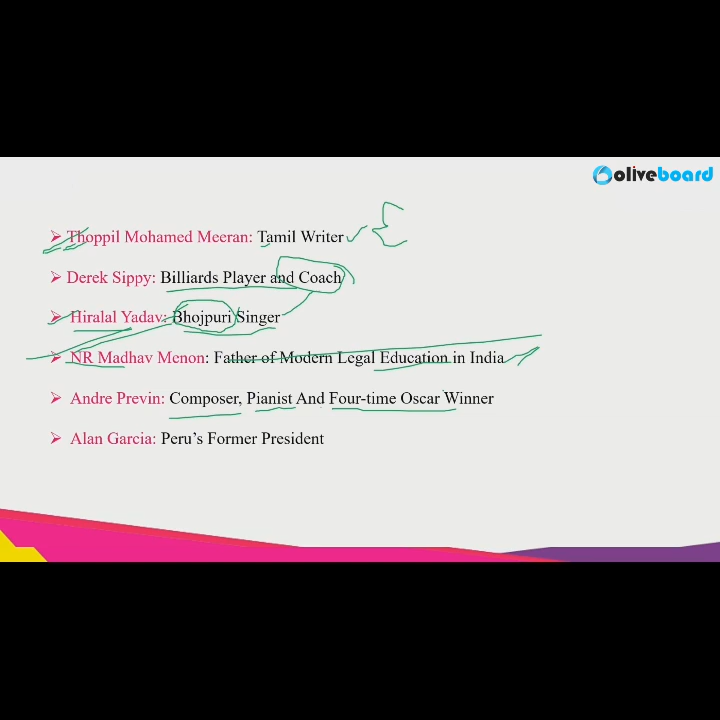 oliveboard
➢ Thoppil Mohamed Meeran: Tamil Writer
➢ Derek Sippy: Billiards Player and Coach
➢ Hiralal Yadav: Bhojpuri Singer
➢ NR Madhav Menon: Father of Modern Legal Education in India
➢ Andre Previn: Composer, Pianist And Four-time Oscar Winner
➢ Alan Garcia: Peru’s Former President